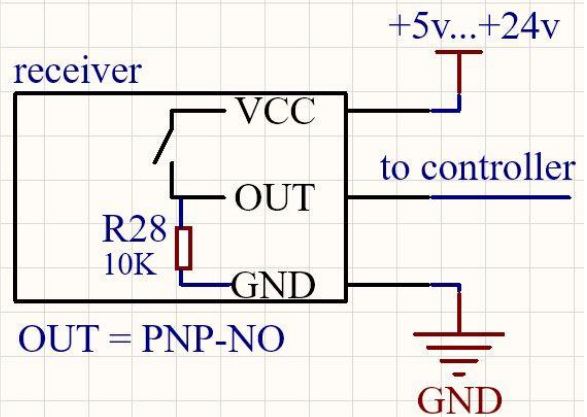 +5v...+24v
receiver
VCC
to controller
OUT
R28
10K
GND
OUT = PNP-NO
GND